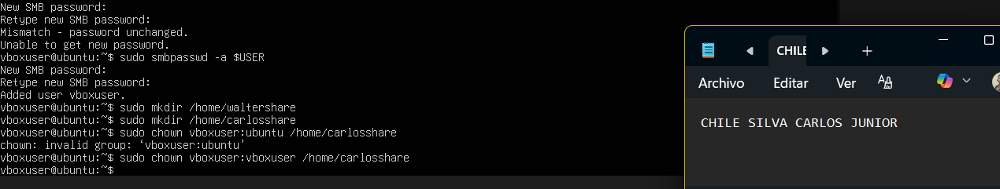 New SMB password:
Retype new SMB password:
Mismatch - password unchanged.
Unable to get new password.
vboxuser@ubuntu:~$ sudo smbpasswd -a $USER
New SMB password:
Retype new SMB password:
Added user vboxuser.
vboxuser@ubuntu:~$ sudo mkdir /home/waltershare
vboxuser@ubuntu:~$ sudo mkdir /home/carlosshare
vboxuser@ubuntu:~$ sudo chown vboxuser:ubuntu /home/carlosshare
chown: invalid group: ‘vboxuser:ubuntu’
vboxuser@ubuntu:~$ sudo chown vboxuser:vboxuser /home/carlosshare
vboxuser@ubuntu:~$
CHILE
Archivo Editar Ver
CHILE SILVA CARLOS JUNIOR